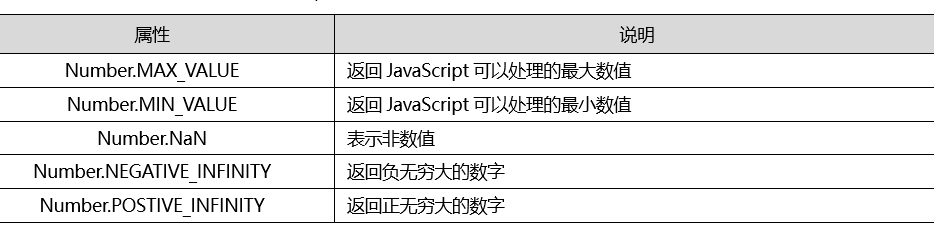 属性 说明
Number.MAX_VALUE 返回 JavaScript 可以处理的最大数值
Number.MIN_VALUE 返回 JavaScript 可以处理的最小数值
Number.NaN 表示非数值
Number.NEGATIVE_INFINITY 返回负无穷大的数字
Number.POSTIVE_INFINITY 返回正无穷大的数字